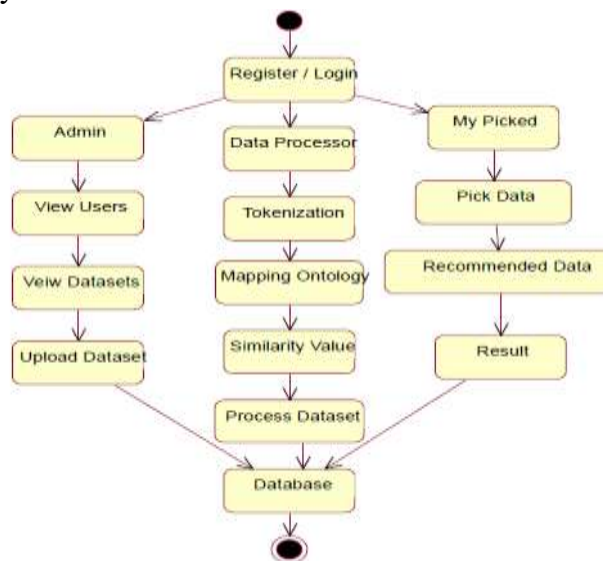 y
Register / Login
Admin
View Users
Veiw Datasets
Upload Dataset
Data Processor
Tokenization
Mapping Ontology
Similarity Value
Process Dataset
My Picked
Pick Data
Recommended Data
Result
Database